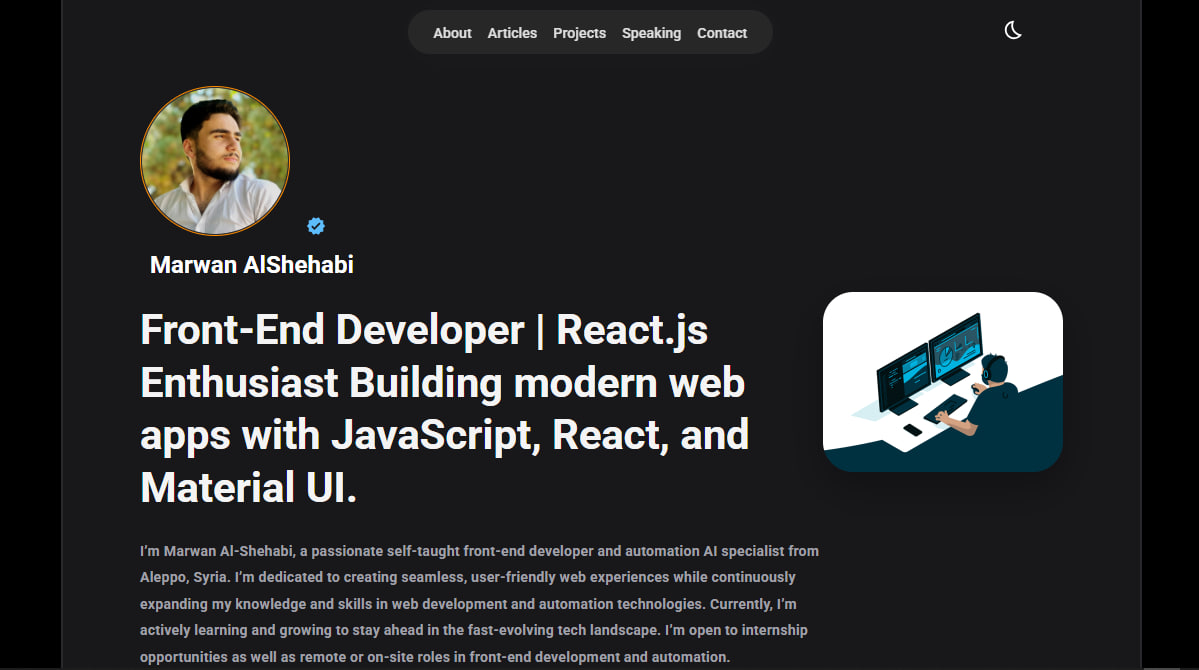 About Articles Projects Speaking Contact
Marwan AlShehabi
Front-End Developer | React.js
Enthusiast Building modern web
apps with JavaScript, React, and
Material UI.
I’m Marwan Al-Shehabi, a passionate self-taught front-end developer and automation AI specialist from
Aleppo, Syria. I’m dedicated to creating seamless, user-friendly web experiences while continuously
expanding my knowledge and skills in web development and automation technologies. Currently, I’m
actively learning and growing to stay ahead in the fast-evolving tech landscape. I’m open to internship
opportunities as well as remote or on-site roles in front-end development and automation.